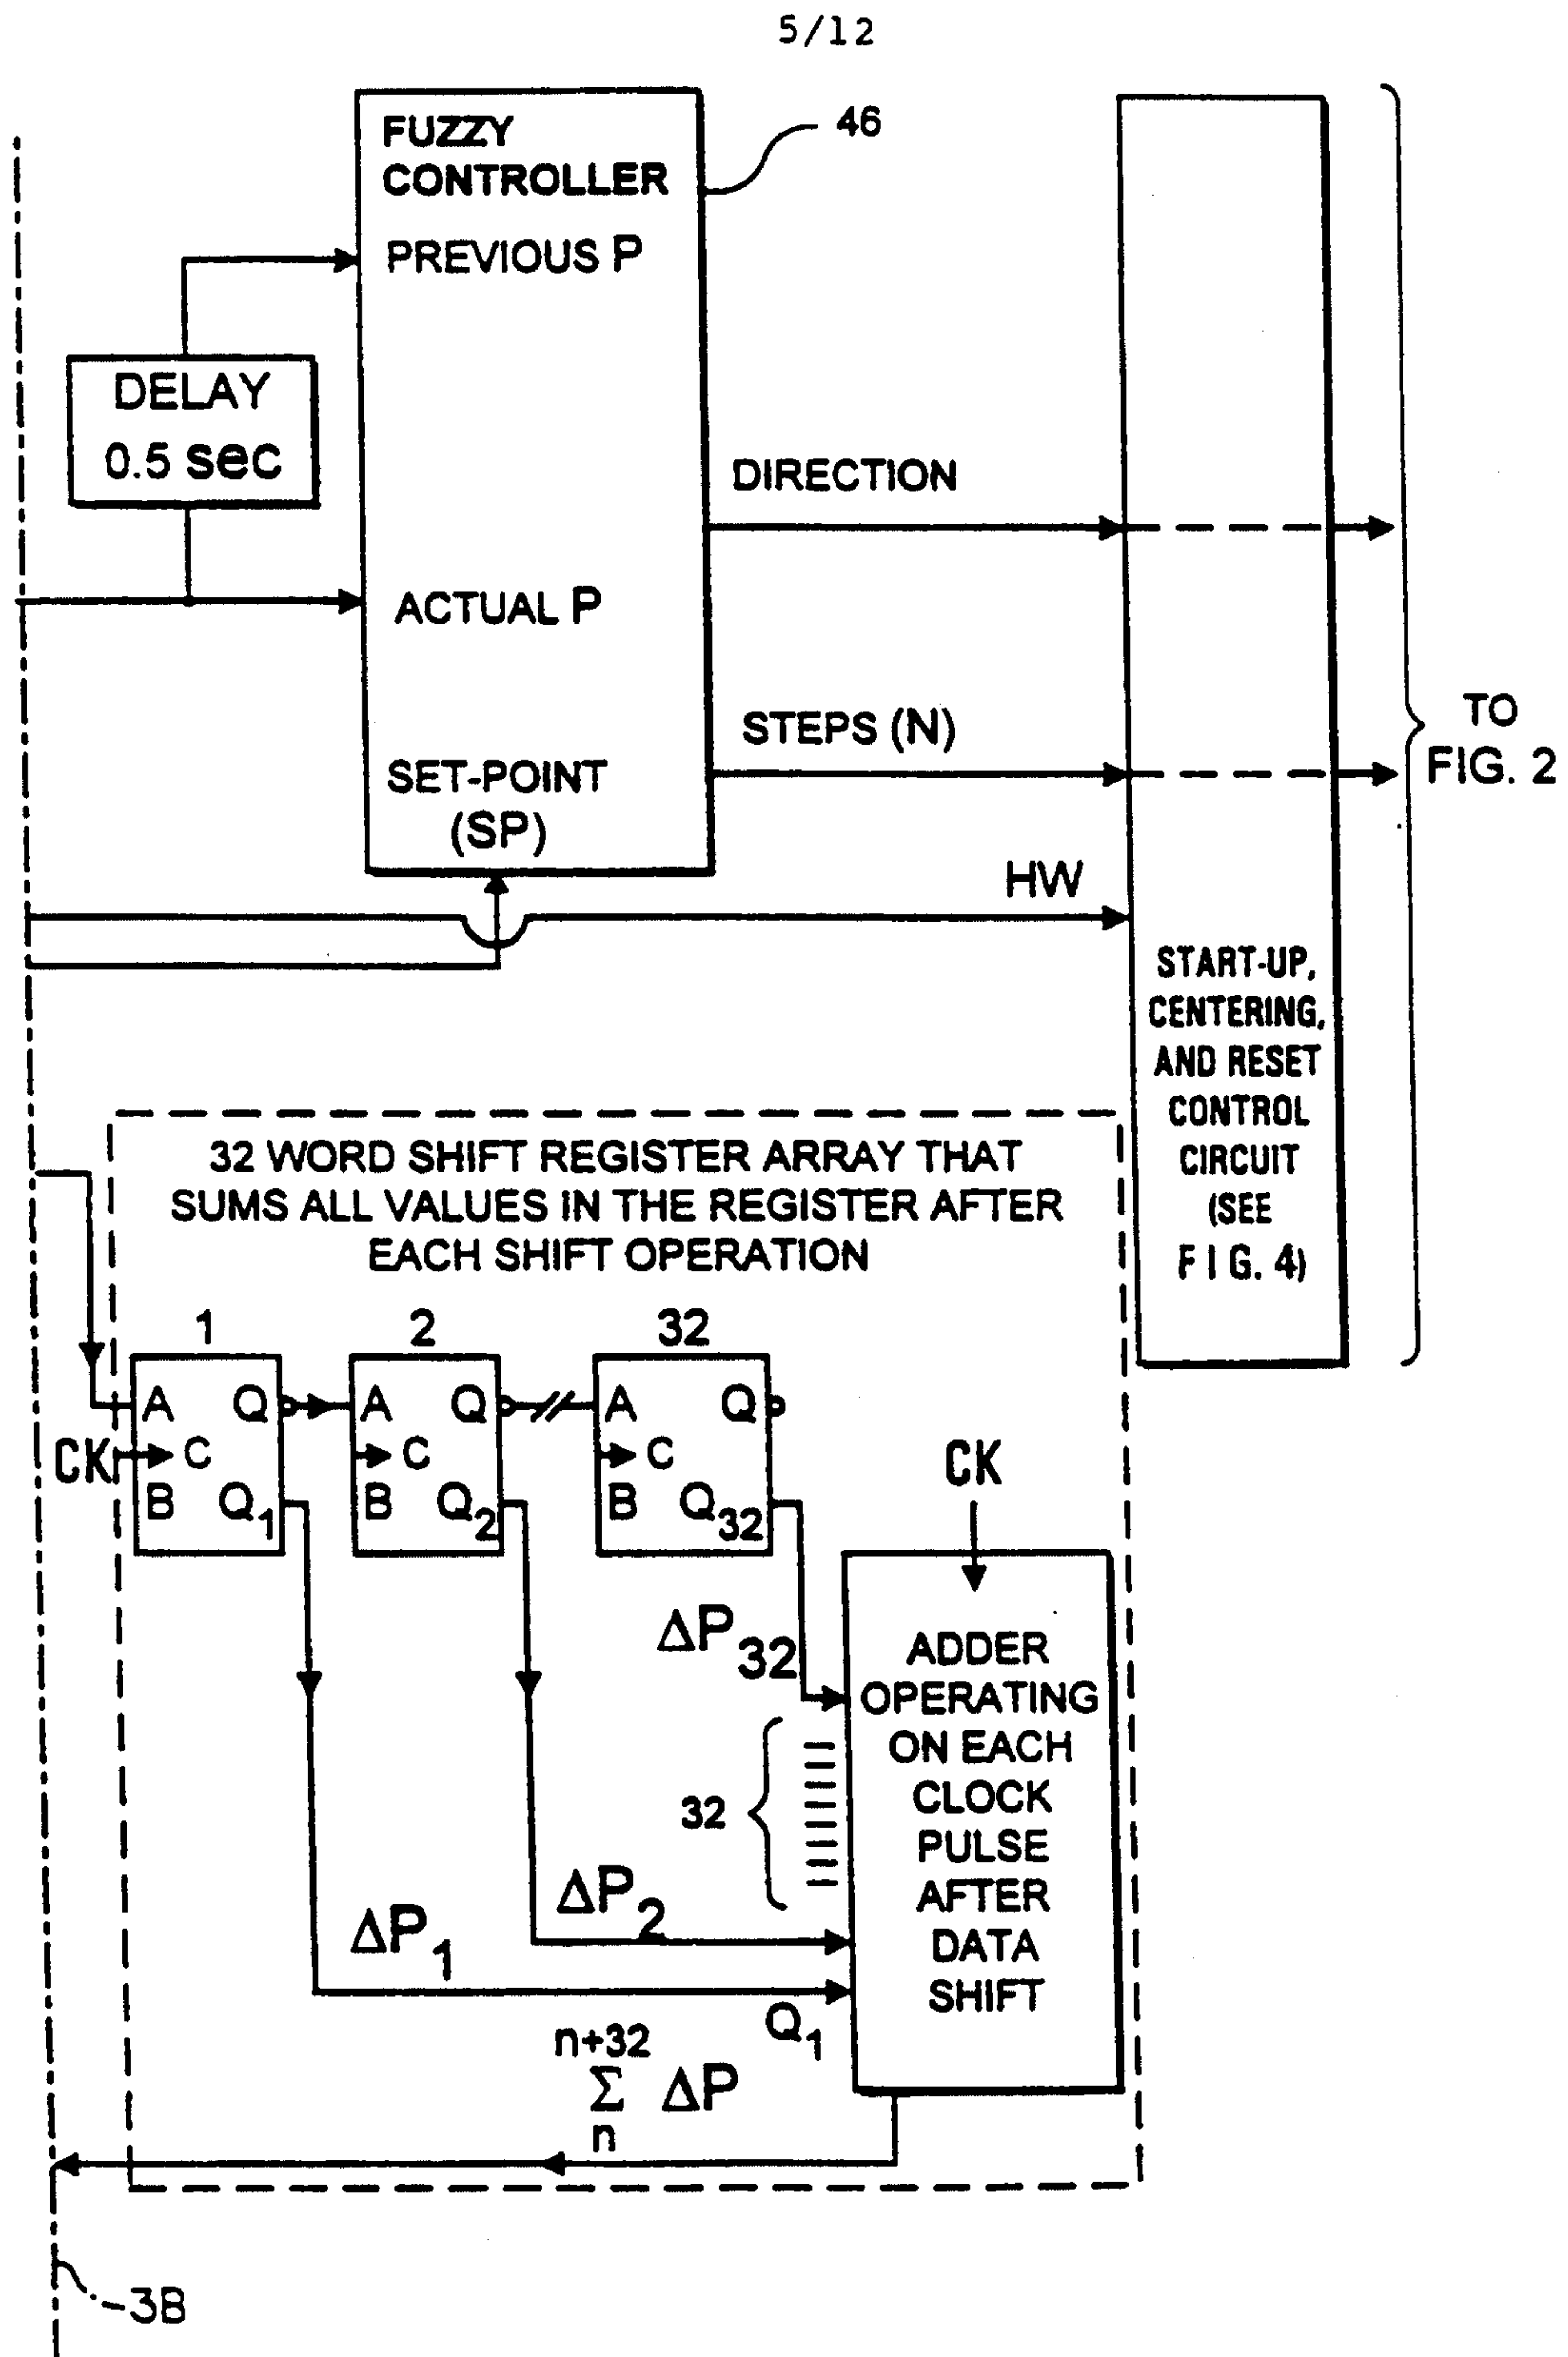 5/12
FUZZY
CONTROLLER
46
PREVIOUS P
DELAY
0.5 sec
DIRECTION
ACTUAL P
STEPS (N)
TO
FIG. 2
SET-POINT
(SP)
HW
START-UP,
CENTERING,
AND RESET
CONTROL
CIRCUIT
(SEE
FIG. 4)
32 WORD SHIFT REGISTER ARRAY THAT
SUMS ALL VALUES IN THE REGISTER AFTER
EACH SHIFT OPERATION
1
2
32
A Q
A Q
A Q
CK
C
C
C
B Q1
B Q2
B Q32
CK
ΔP32
ADDER
OPERATING
ON EACH
CLOCK
PULSE
AFTER
DATA
SHIFT
32
ΔP2
ΔP1
Q1
n+32
Σ ΔP
n
3B